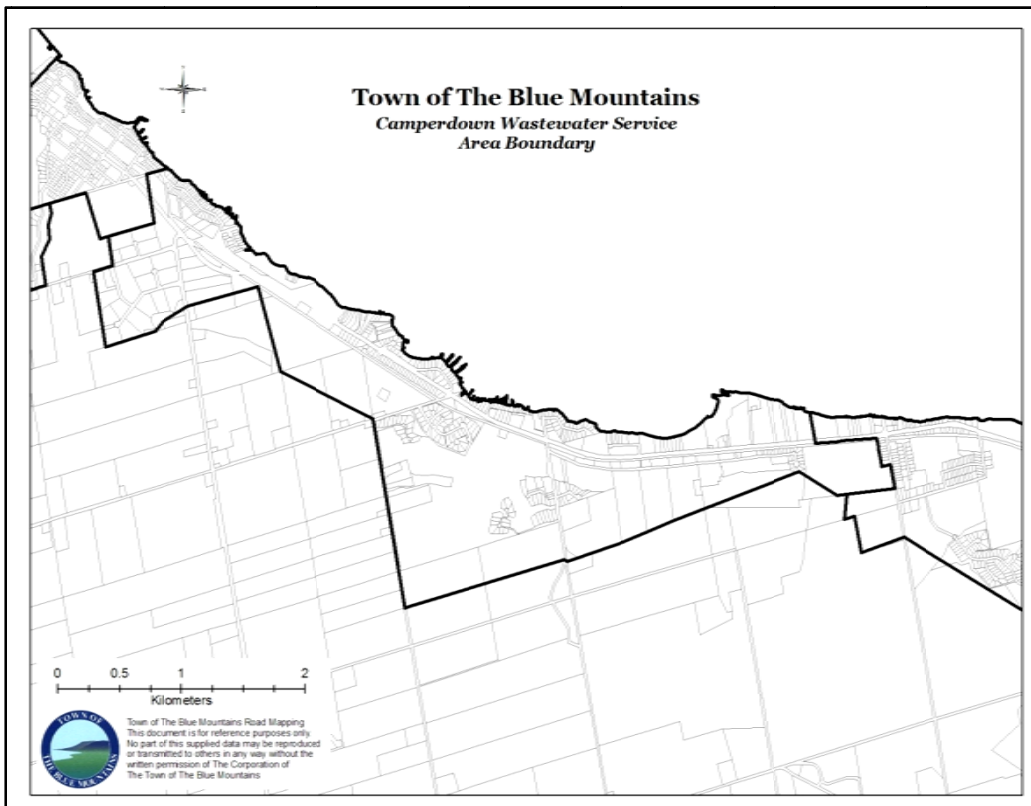 Town of The Blue Mountains
Camperdown Wastewater Service
Area Boundary
0 0.5 1 2
Kilometers
TOWN OF
THE BLUE MOUNTAINS
Town of The Blue Mountains Road Mapping
This document is for reference purposes only.
No part of this supplied data may be reproduced
or transmitted to others in any way without the
written permission of The Corporation of
The Town of The Blue Mountains